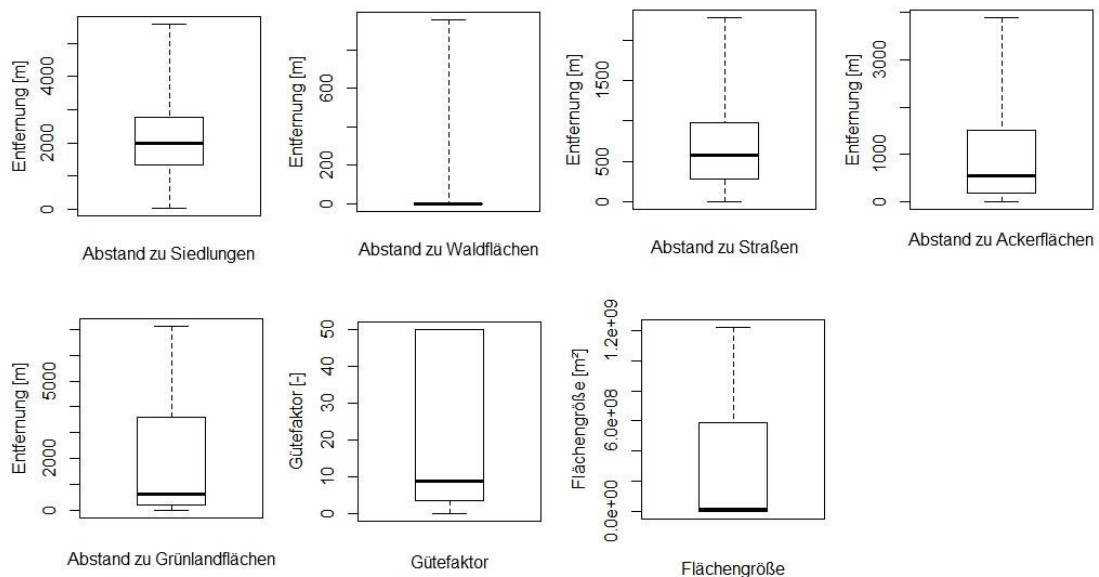 Entfernung [m]
0
2000
4000
Abstand zu Siedlungen
Entfernung [m]
0
200
600
Abstand zu Waldflächen
Entfernung [m]
0
500
1500
Abstand zu Straßen
Entfernung [m]
0
1000
3000
Abstand zu Ackerflächen
Entfernung [m]
0
2000
5000
Abstand zu Grünlandflächen
Gütefaktor [-]
0
10
20
30
40
50
Gütefaktor
Flächengröße [m²]
0.0e+00
6.0e+08
1.2e+09
Flächengröße